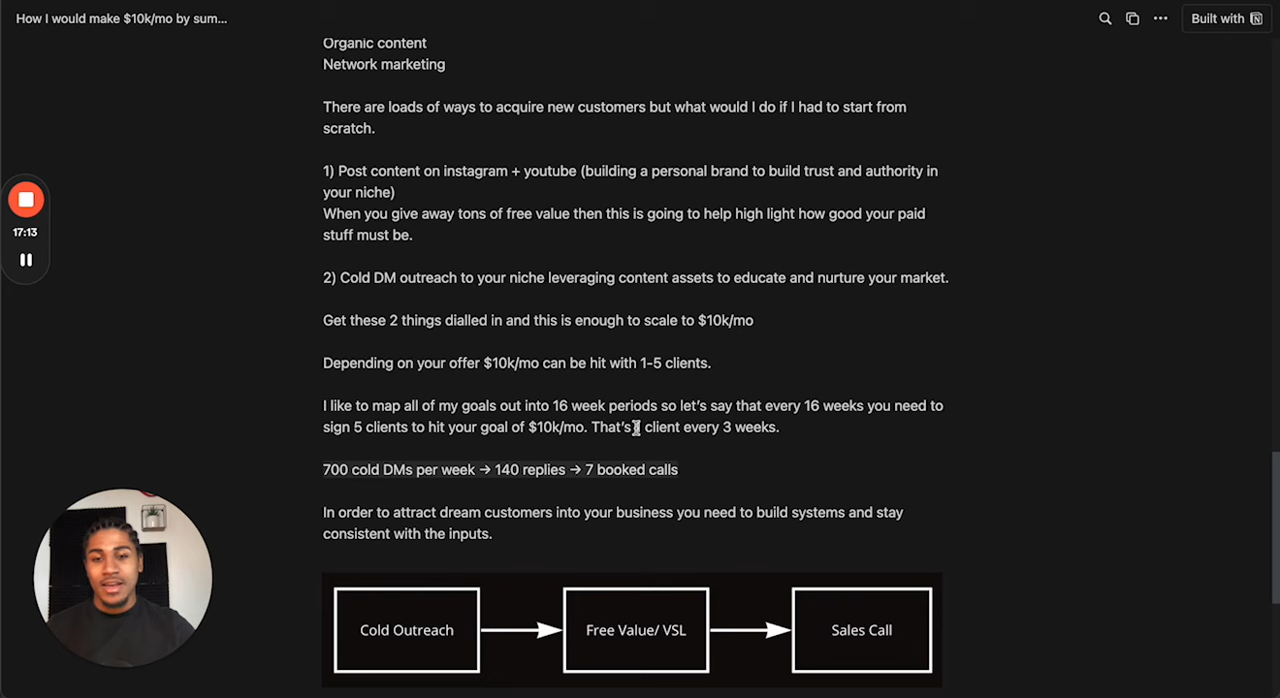 How I would make $10k/mo by sum...
Built with
Organic content
Network marketing
There are loads of ways to acquire new customers but what would I do if I had to start from
scratch.
1) Post content on instagram + youtube (building a personal brand to build trust and authority in
your niche)
When you give away tons of free value then this is going to help high light how good your paid
stuff must be.
17:13
2) Cold DM outreach to your niche leveraging content assets to educate and nurture your market.
Get these 2 things dialled in and this is enough to scale to $10k/mo
Depending on your offer $10k/mo can be hit with 1-5 clients.
I like to map all of my goals out into 16 week periods so let's say that every 16 weeks you need to
sign 5 clients to hit your goal of $10k/mo. That's client every 3 weeks.
700 cold DMs per week → 140 replies → 7 booked calls
In order to attract dream customers into your business you need to build systems and stay
consistent with the inputs.
Cold Outreach
Free Value/ VSL
Sales Call